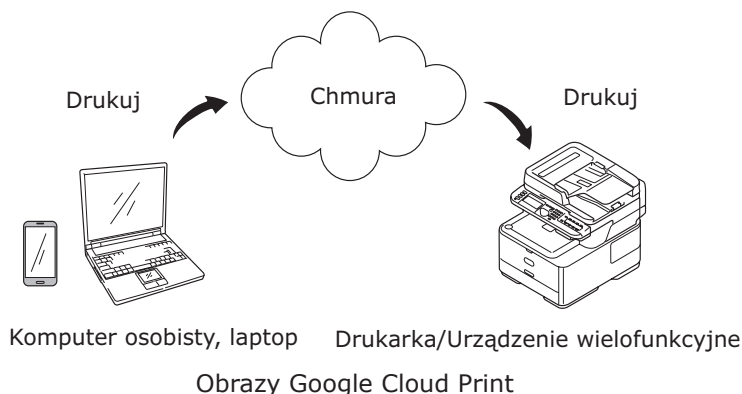 Drukuj
Chmura
Drukuj
Komputer osobisty, laptop
Drukarka/Urządzenie wielofunkcyjne
Obrazy Google Cloud Print